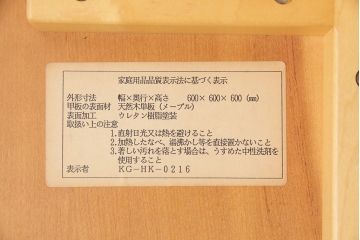 家庭用品品質表示法に基づく表示
外形寸法　幅×奥行×高さ　600×600×600(㎜)
甲板の表面材　天然木単板(メープル)
表面加工　ウレタン樹脂塗装
取扱い上の注意
1.直射日光又は熱を避けること
2.加熱したなべ、湯沸かし等を直接置かないこと
3.著しい汚れを落とす場合は、うすめた中性洗剤を
使用すること
表示者　KG-HK-0216